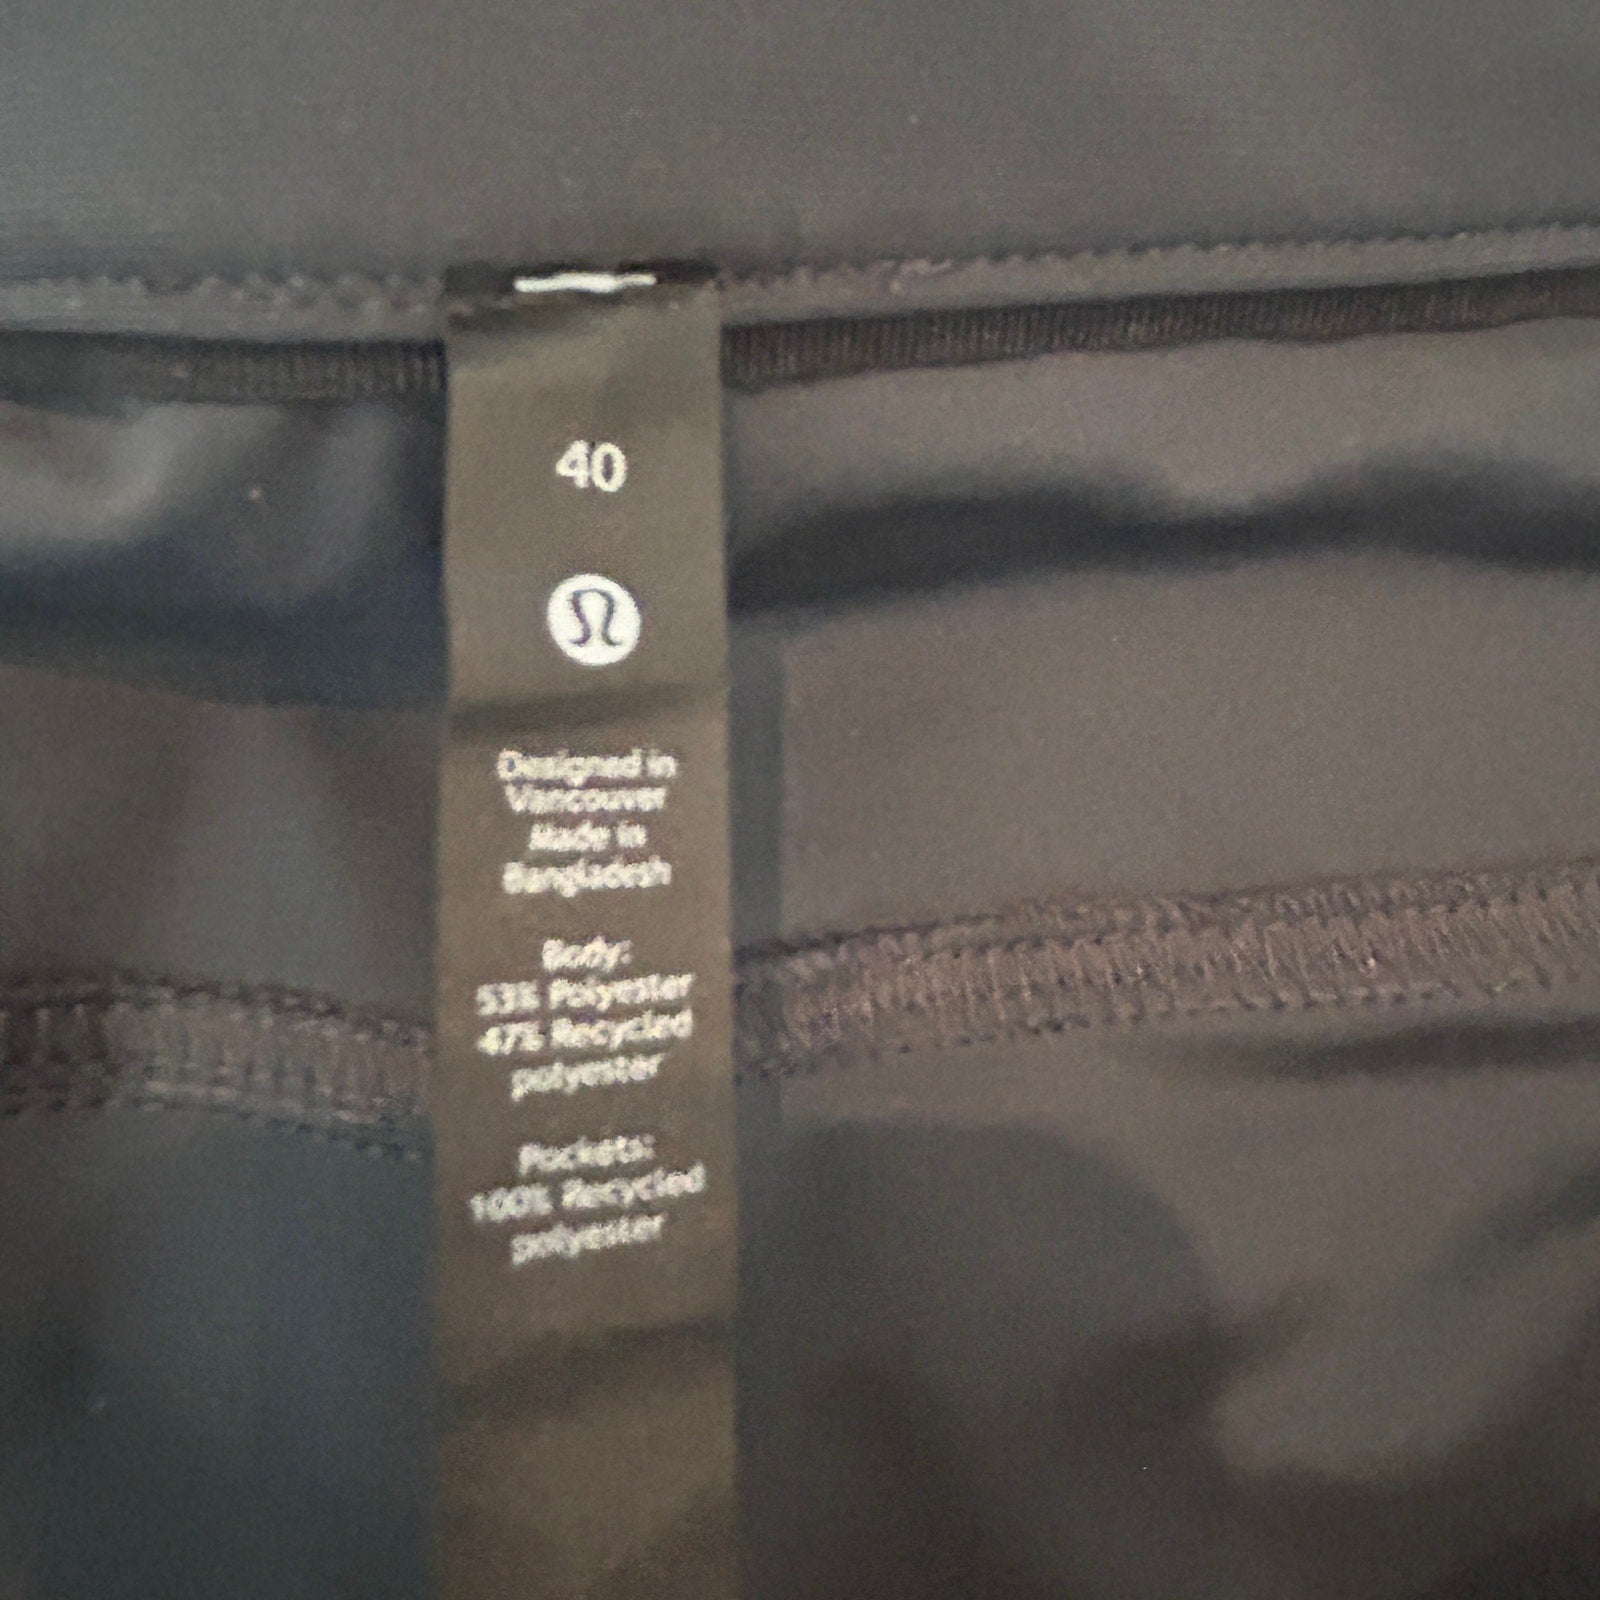 40
Designed in
Vancouver
Made in
Bangladesh
Body:
53% Polyester
47% Recycled
polyester
Pockets:
100% Recycled
polyester